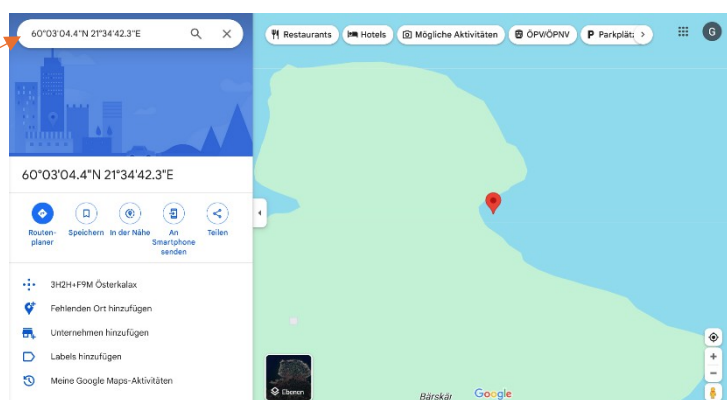 60°03'04.4"N 21°34'42.3"E
Restaurants Hotels Mögliche Aktivitäten ÖPV/ÖPNV P Parkplätz G
60°03'04.4"N 21°34'42.3"E
Routen-
planer
Speichern
In der Nähe
An
Smartphone
senden
Teilen
3H2H+F9M Österkalax
Fehlenden Ort hinzufügen
Unternehmen hinzufügen
Labels hinzufügen
Meine Google Maps-Aktivitäten
Ebenen
Bärskär
Google